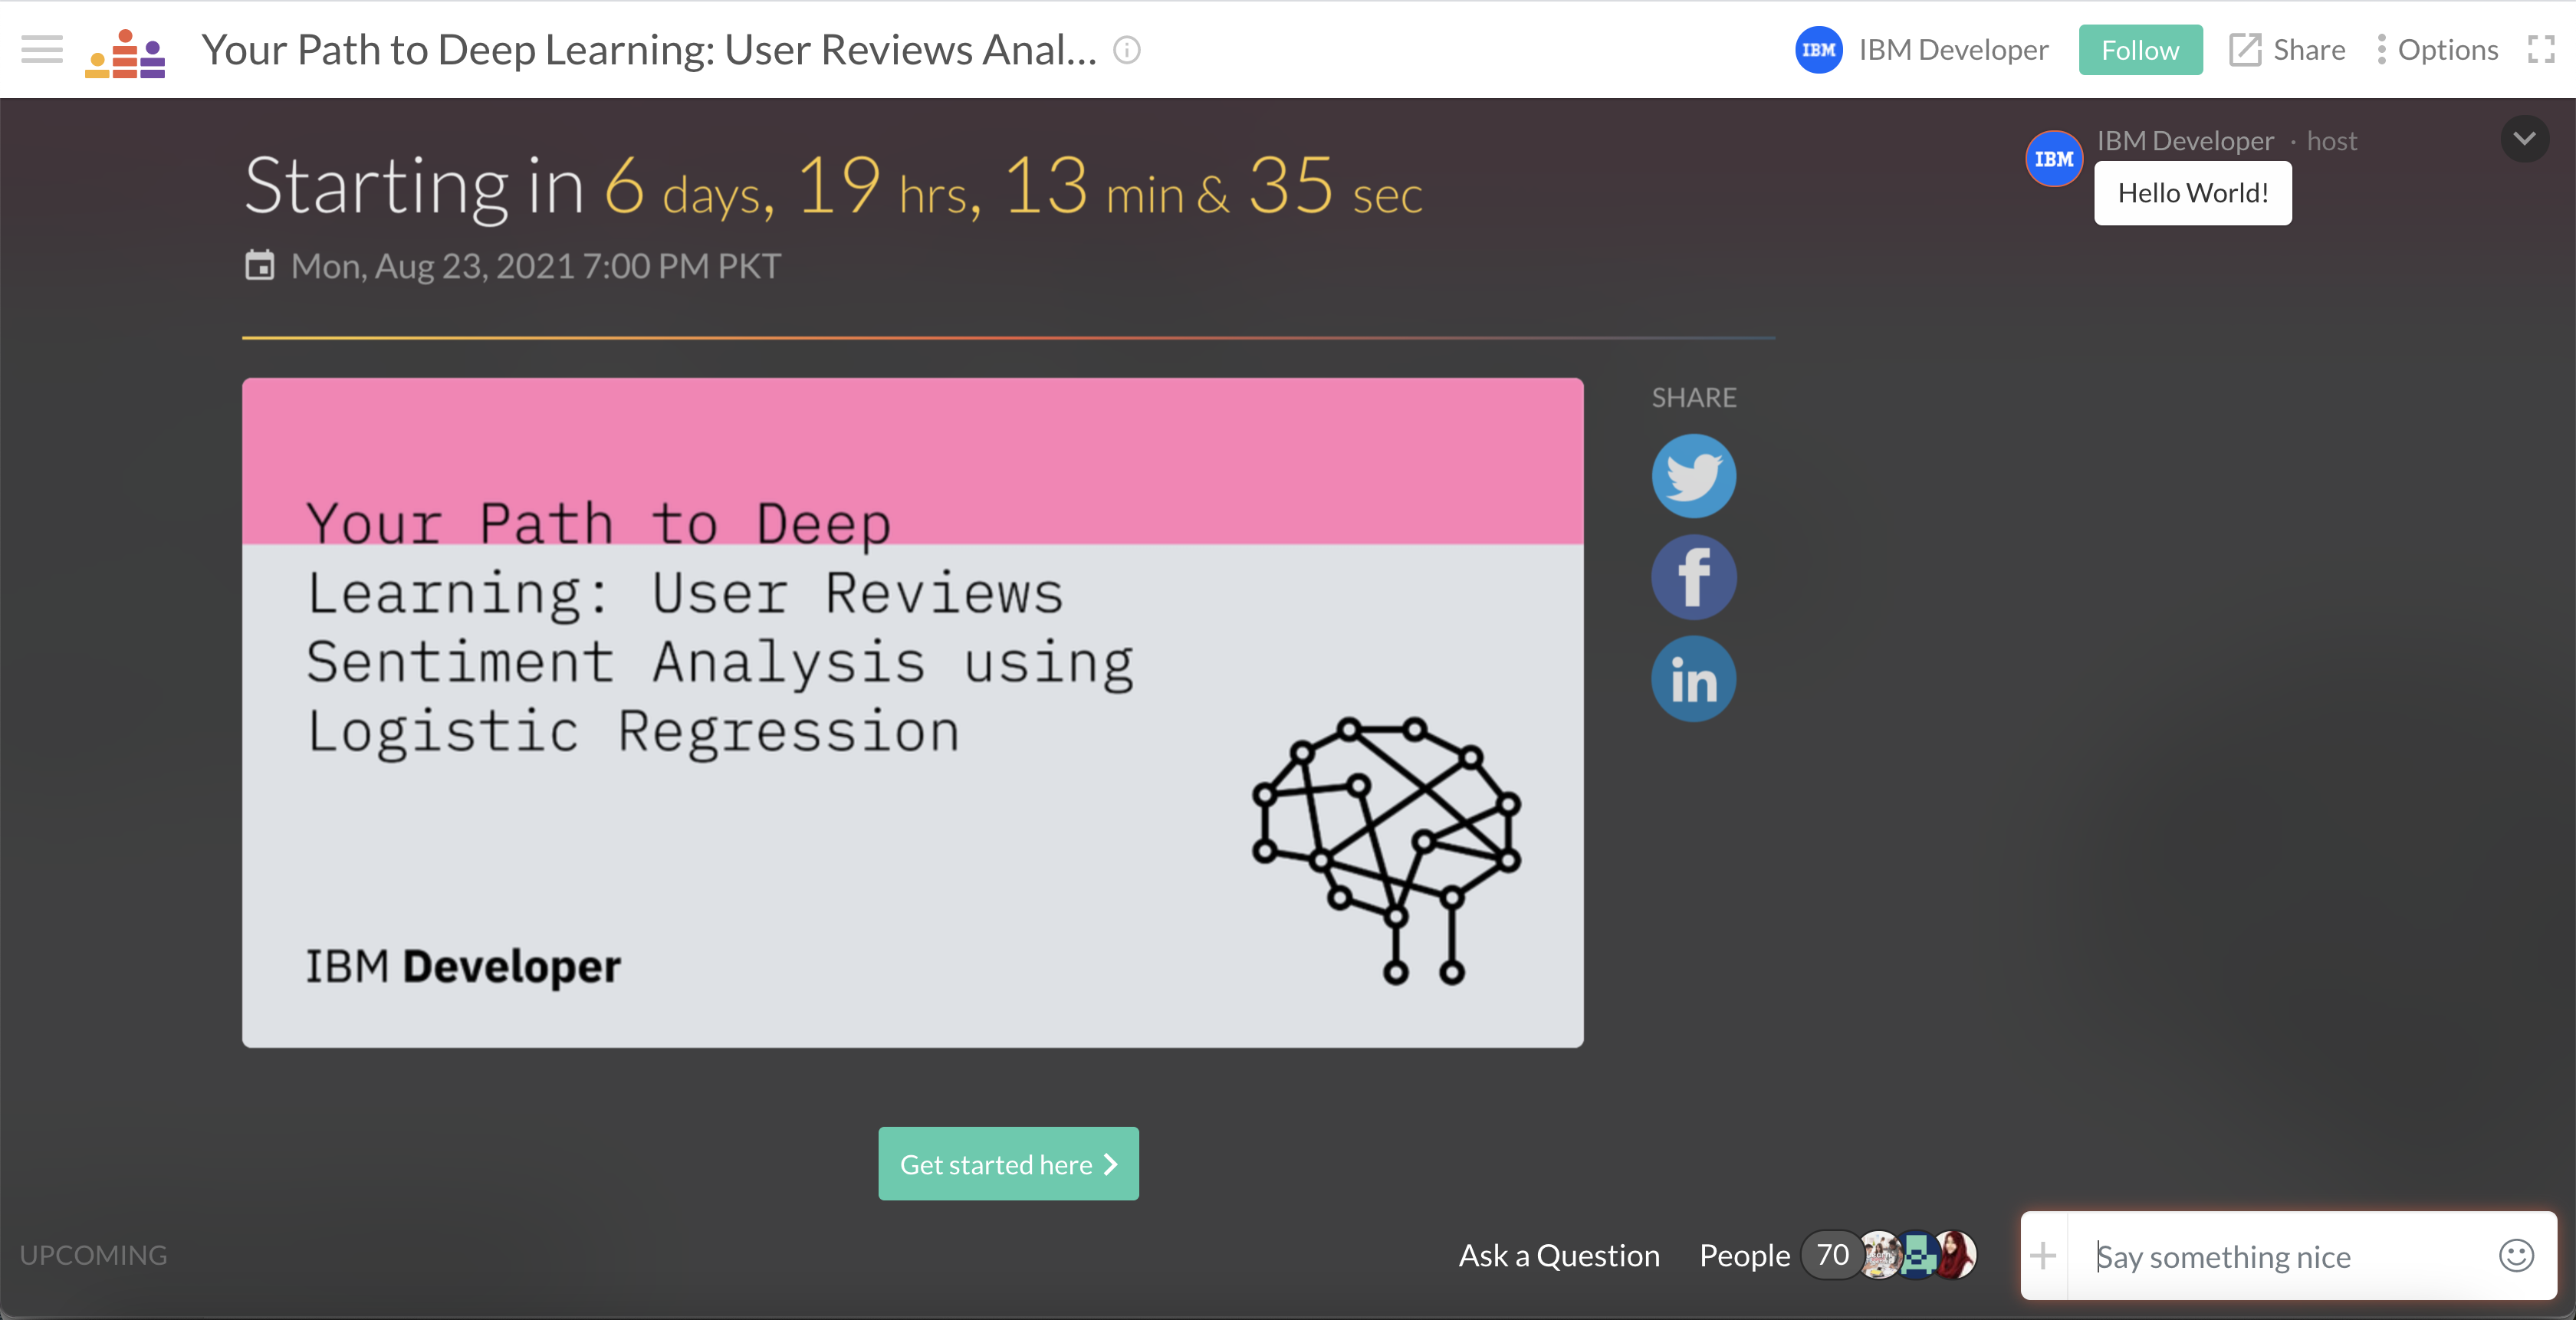 Your Path to Deep Learning: User Reviews Anal...
IBM
IBM Developer
Follow
Share
Options
Starting in 6 days, 19 hrs, 13 min & 35 sec
Mon, Aug 23, 2021 7:00 PM PKT
IBM
IBM Developer · host
Hello World!
SHARE
Your Path to Deep
Learning: User Reviews
Sentiment Analysis using
Logistic Regression
IBM Developer
Get started here
UPCOMING
Ask a Question
People 70
Say something nice